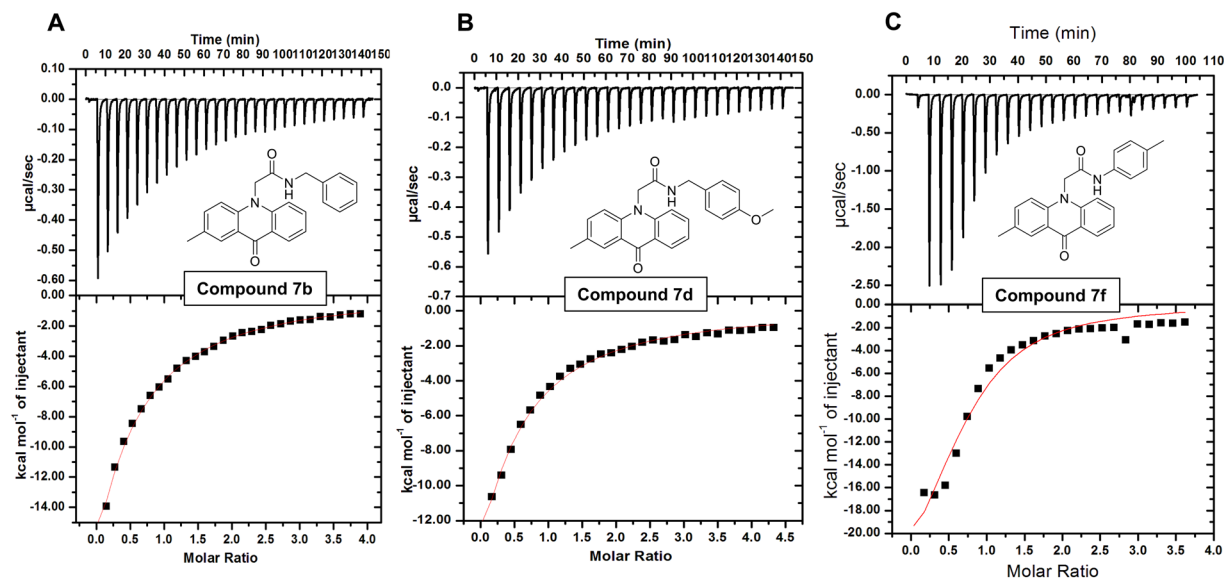 A
Time (min)
0 10 20 30 40 50 60 70 80 90 100 110 120 130 140 150
0.10
0.00
-0.10
-0.20
-0.30
-0.40
-0.50
-0.60
µcal/sec
O
N
H
N
O
Compound 7b
0.00
-2.00
-4.00
-6.00
-8.00
-10.00
-12.00
-14.00
kcal mol⁻¹ of injectant
0.0 0.5 1.0 1.5 2.0 2.5 3.0 3.5 4.0
Molar Ratio
B
Time (min)
0 10 20 30 40 50 60 70 80 90 100 110 120 130 140 150
0.1
0.0
-0.1
-0.2
-0.3
-0.4
-0.5
-0.6
-0.7
µcal/sec
O
N
H
N
O
O
Compound 7d
0.00
-2.00
-4.00
-6.00
-8.00
-10.00
-12.00
kcal mol⁻¹ of injectant
0.0 0.5 1.0 1.5 2.0 2.5 3.0 3.5 4.0 4.5
Molar Ratio
C
Time (min)
0 10 20 30 40 50 60 70 80 90 100 110
0.00
-0.50
-1.00
-1.50
-2.00
-2.50
µcal/sec
O
N
H
N
O
Compound 7f
0.00
-2.00
-4.00
-6.00
-8.00
-10.00
-12.00
-14.00
-16.00
-18.00
-20.00
kcal mol⁻¹ of injectant
0.0 0.5 1.0 1.5 2.0 2.5 3.0 3.5 4.0
Molar Ratio